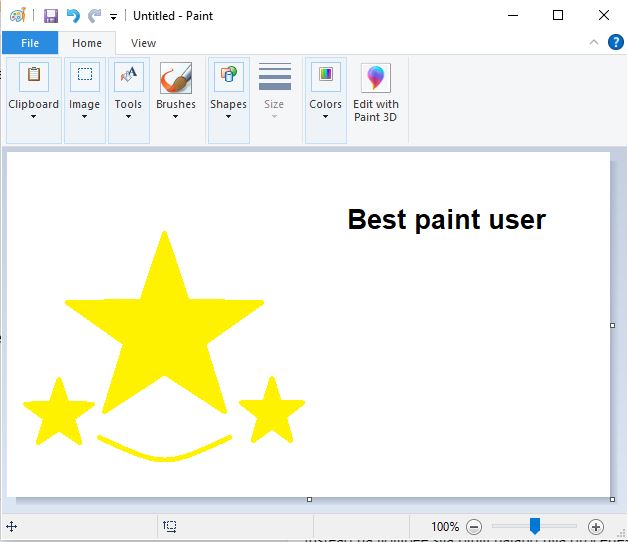 Untitled - Paint
File Home View
Clipboard Image Tools Brushes Shapes Size Colors Edit with
Paint 3D
Best paint user
100%